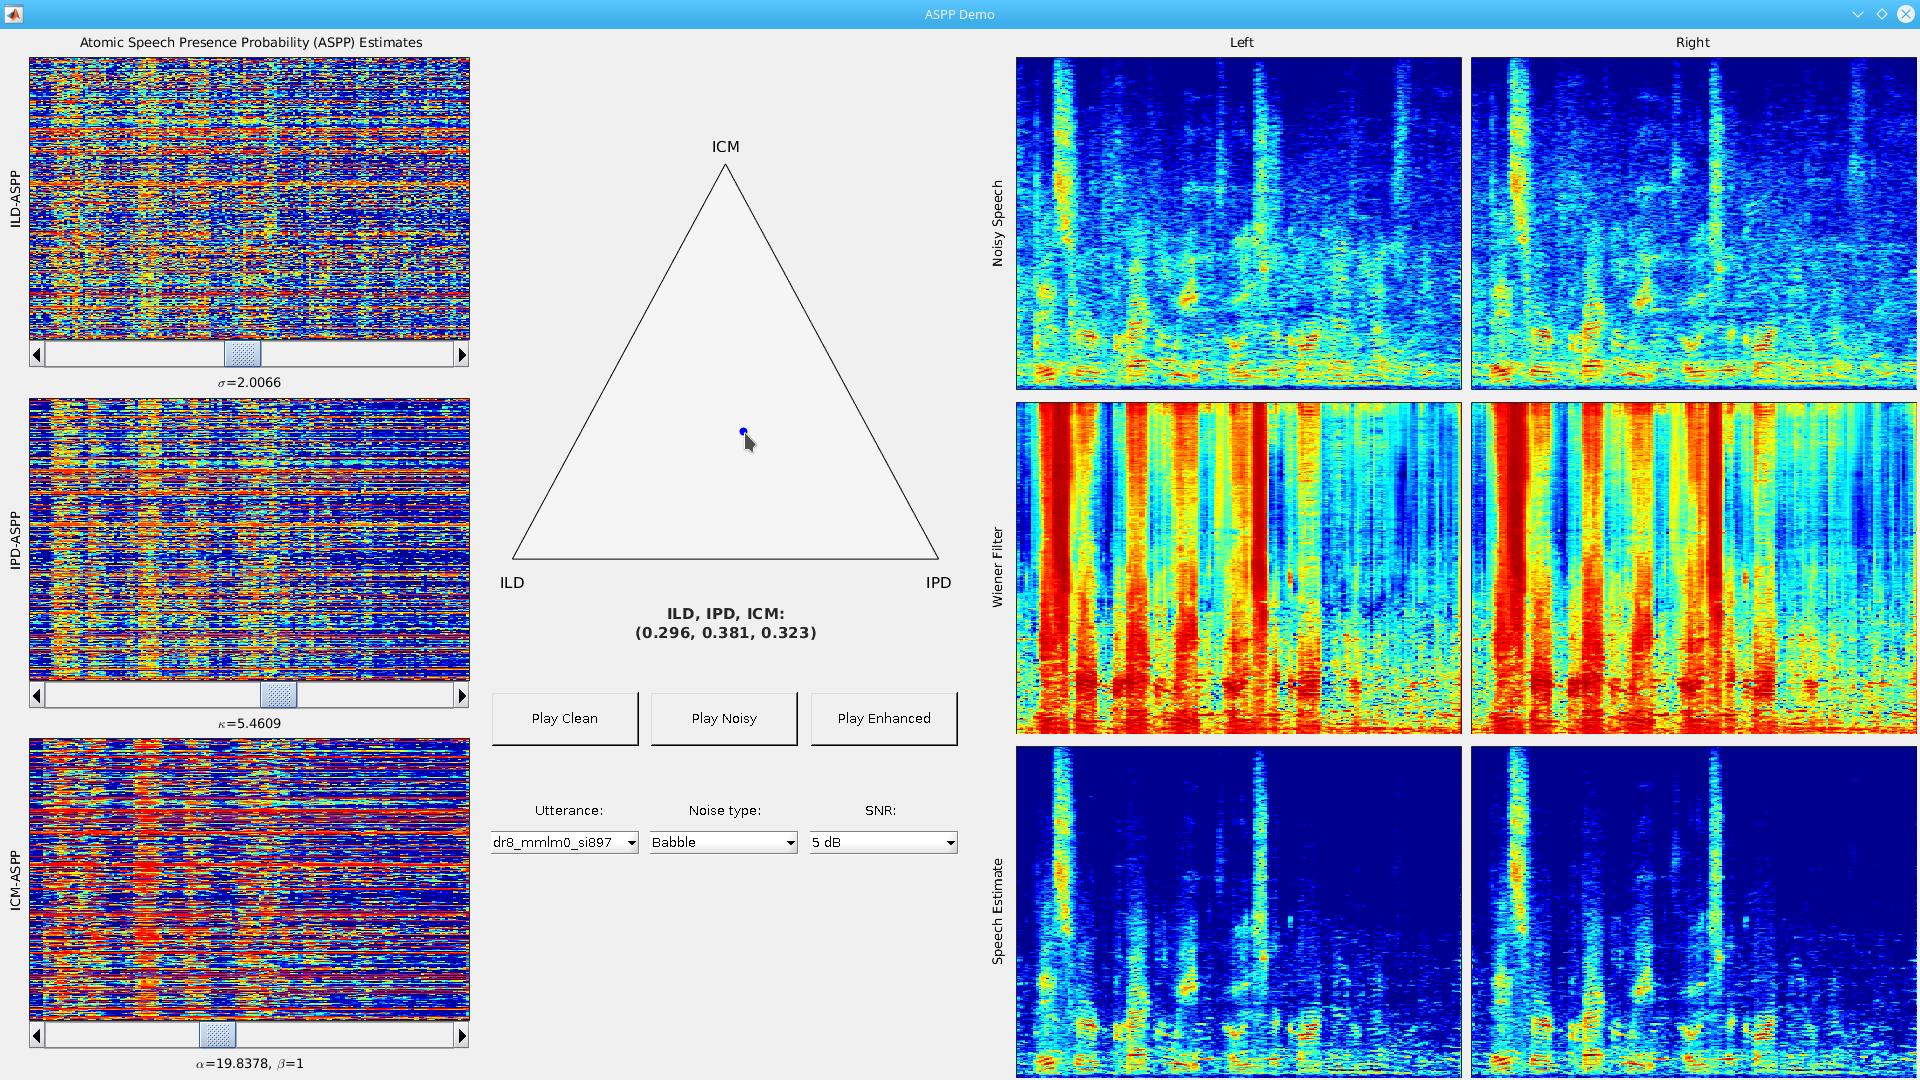 ASPP Demo
Atomic Speech Presence Probability (ASPP) Estimates
Left
Right
ILD-ASPP
σ=2.0066
IPD-ASPP
κ=5.4609
ICM-ASPP
α=19.8378, β=1
ICM
ILD
IPD
ILD, IPD, ICM:
(0.296, 0.381, 0.323)
Play Clean
Play Noisy
Play Enhanced
Utterance:
Noise type:
SNR:
dr8_mmlm0_si897
Babble
5 dB
Noisy Speech
Wiener Filter
Speech Estimate